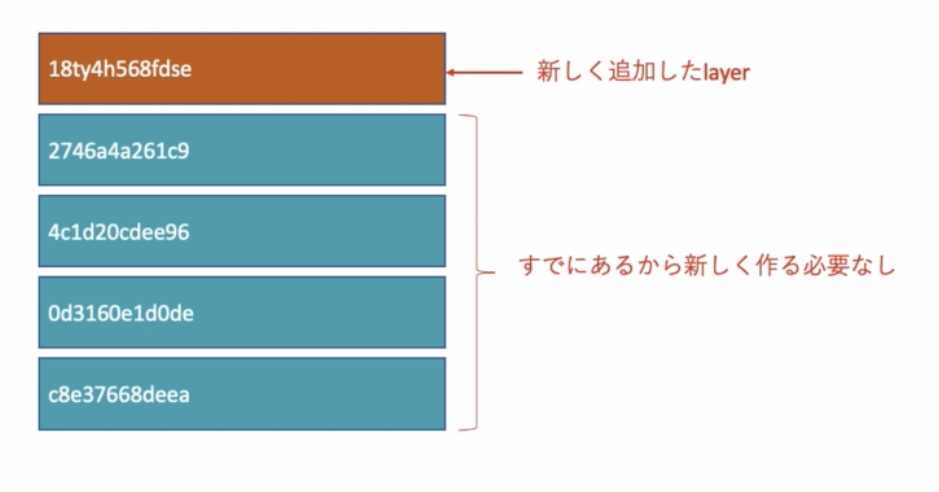 18ty4h568fdse
新しく追加したlayer
2746a4a261c9
4c1d20cdee96
すでにあるから新しく作る必要なし
0d3160e1d0de
c8e37668deea